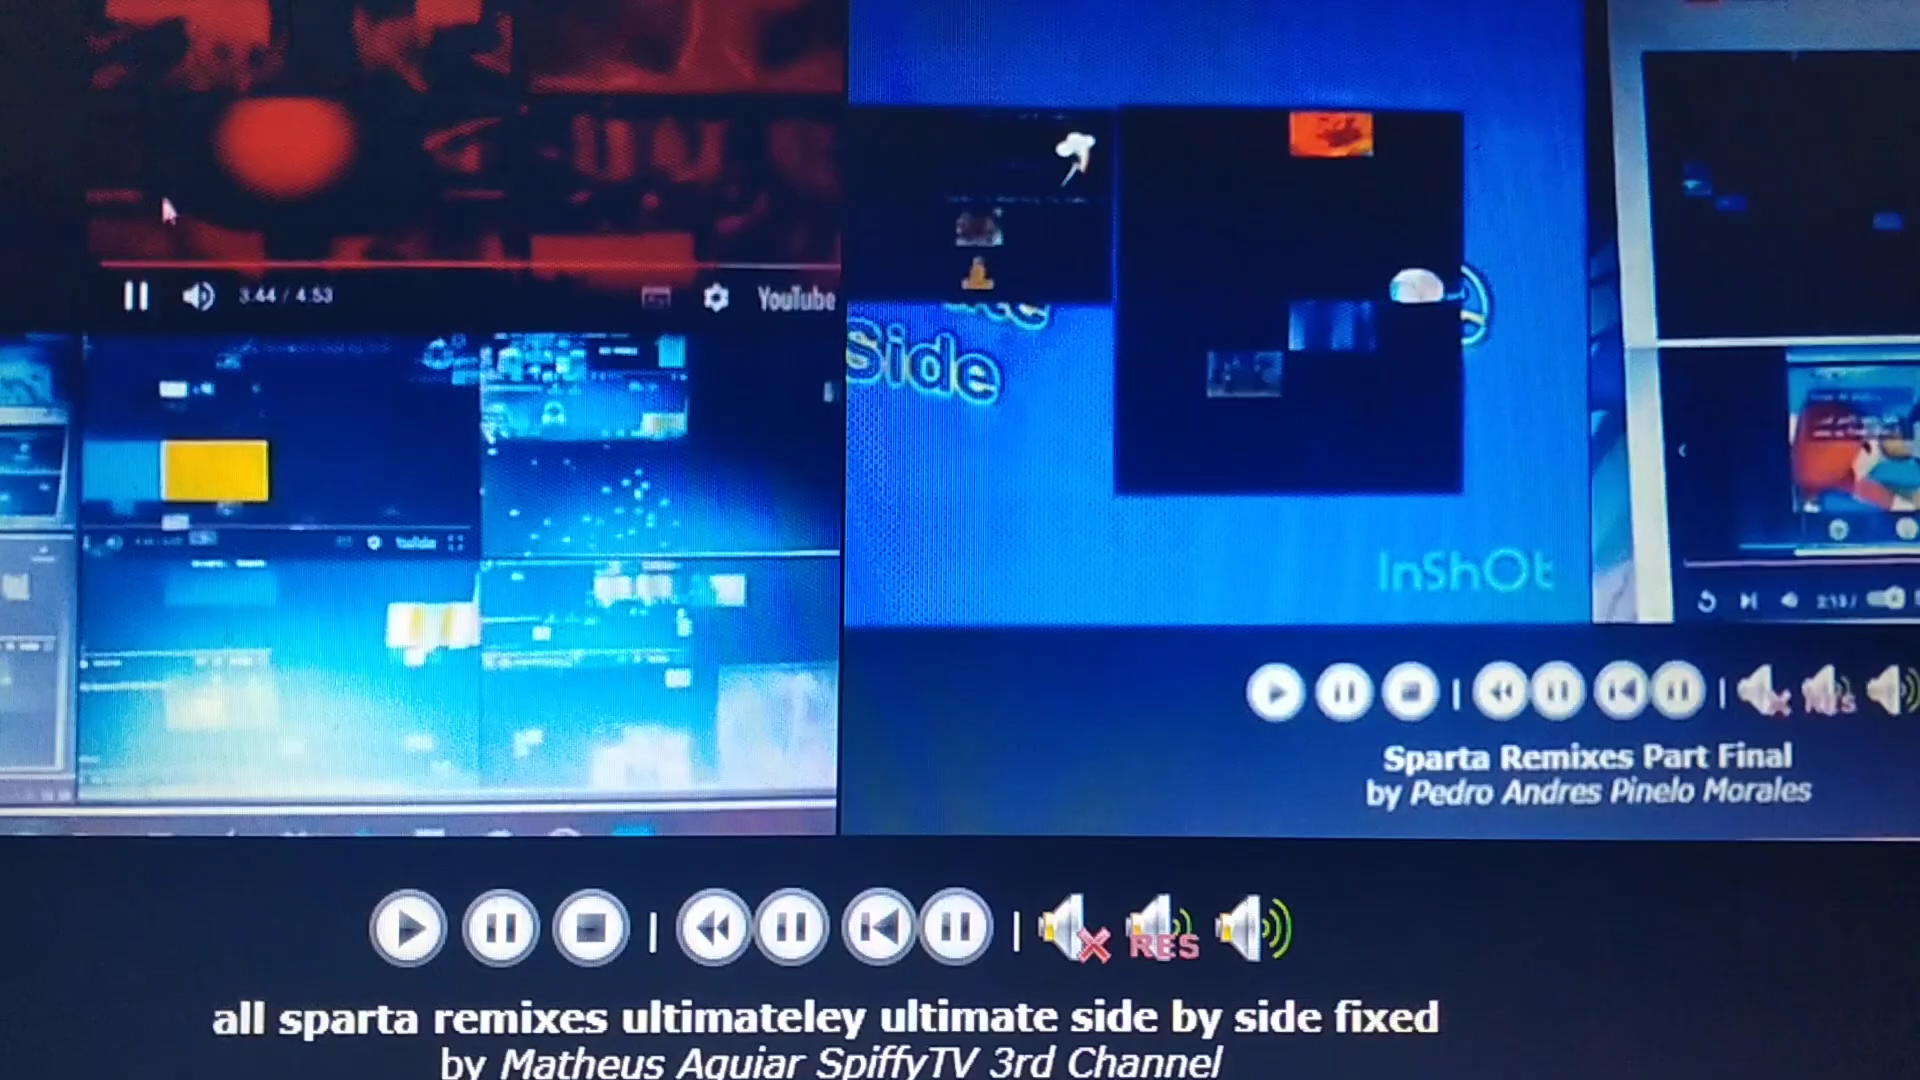 3:44 / 4:53
YouTube
Side
YouTube
InShOt
Sparta Remixes Part Final
by Pedro Andres Pinelo Morales
RES
all sparta remixes ultimateley ultimate side by side fixed
by Matheus Aguiar SpiffyTV 3rd Channel